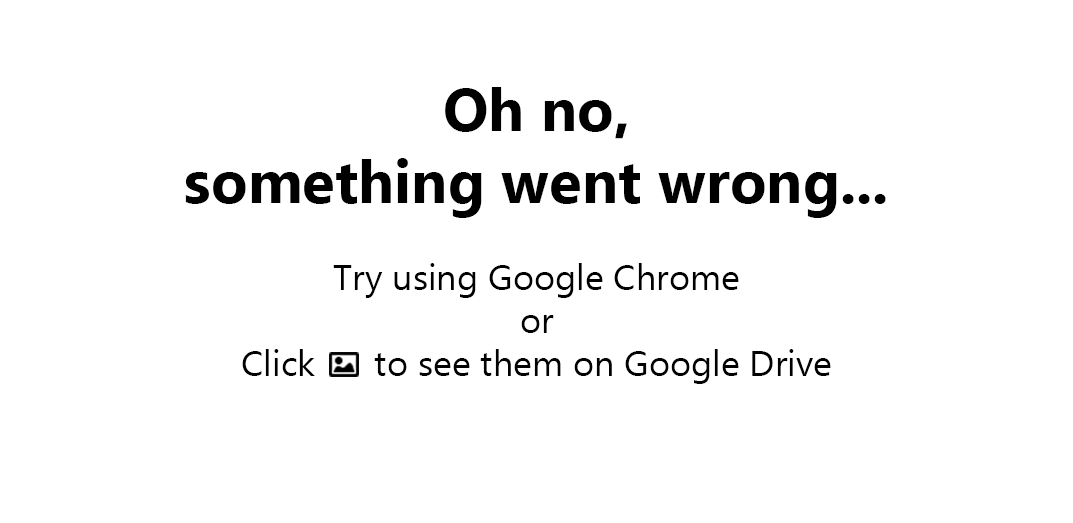 Oh no,
something went wrong...
Try using Google Chrome
or
Click to see them on Google Drive